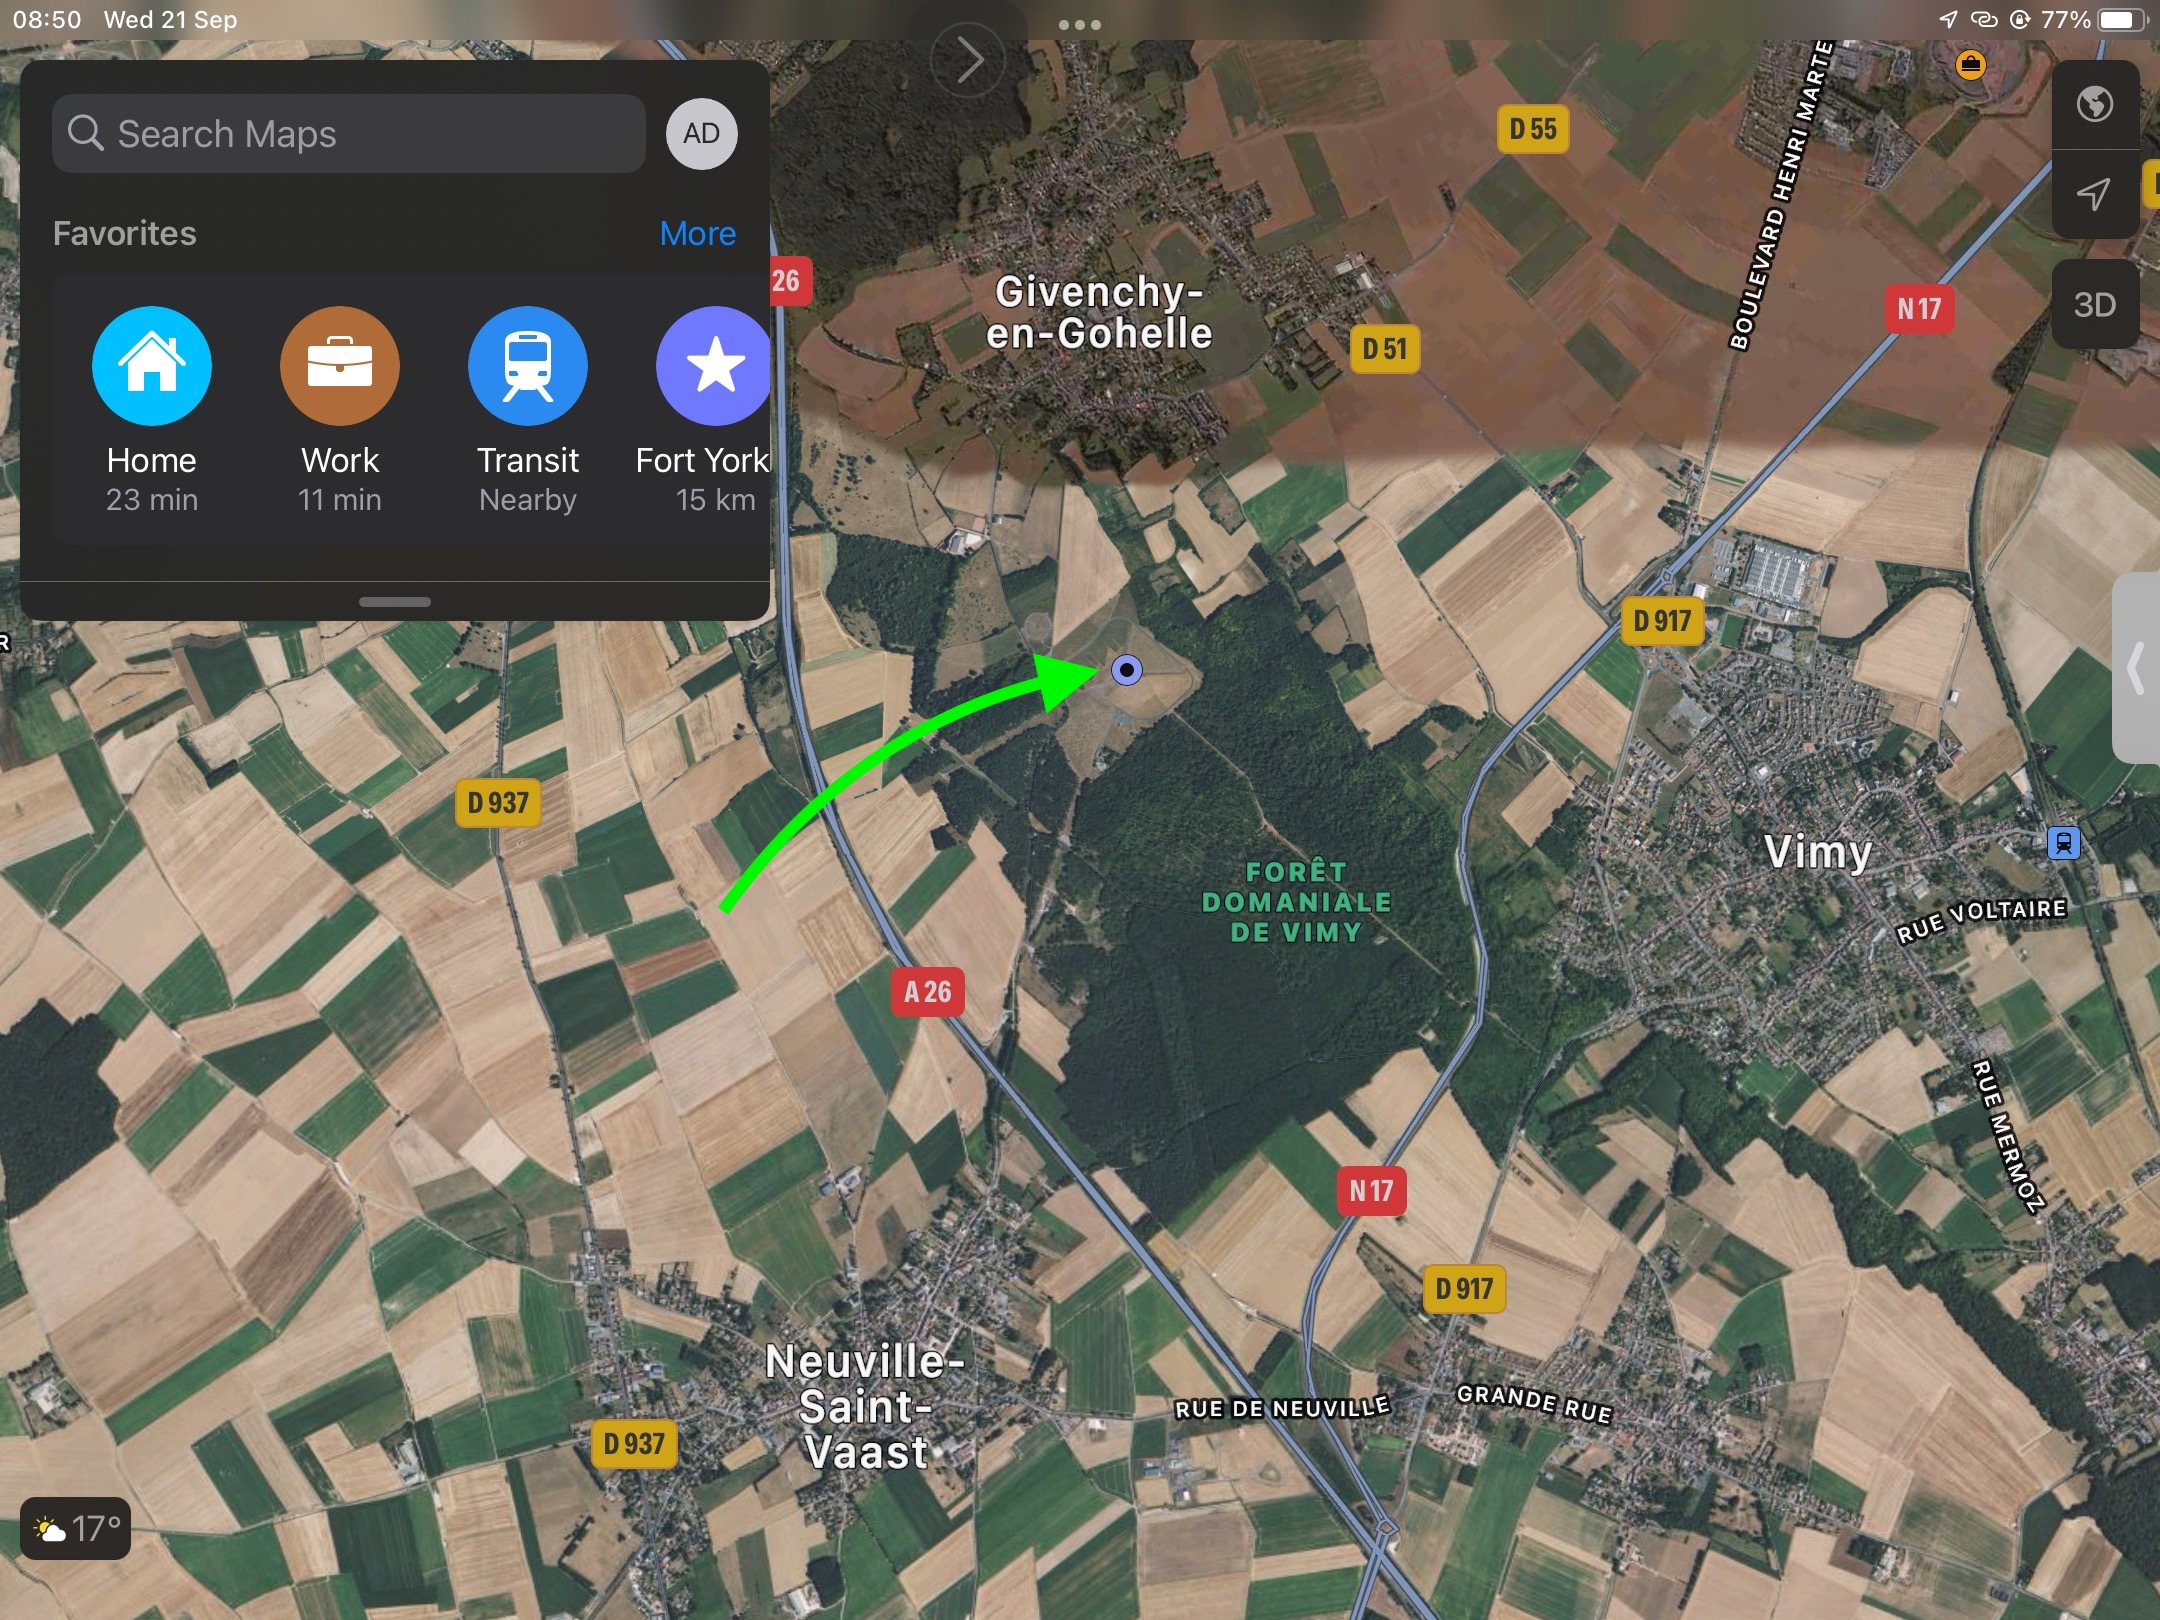 08:50 Wed 21 Sep
77%
Search Maps
AD
Favorites
More
Home
23 min
Work
11 min
Transit
Nearby
Fort York
15 km
26
Givenchy-
en-Gohelle
D 55
D 51
BOULEVARD HENRI MARTE
N 17
3D
D 917
D 937
FORÊT
DOMANIALE
DE VIMY
Vimy
RUE VOLTAIRE
A 26
RUE MERMOZ
N 17
D 917
Neuville-
Saint-
Vaast
RUE DE NEUVILLE
GRANDE RUE
D 937
17°